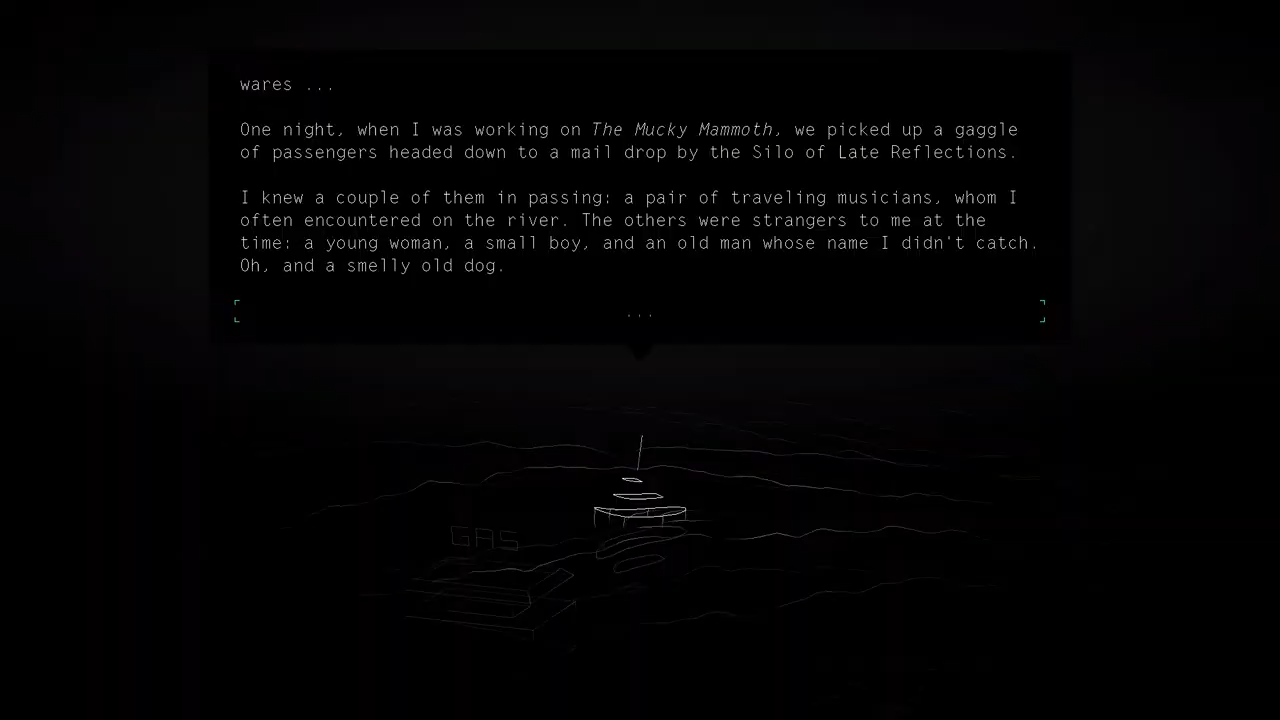 wares ...
One night, when I was working on The Mucky Mammoth, we picked up a gaggle
of passengers headed down to a mail drop by the Silo of Late Reflections.
I knew a couple of them in passing: a pair of traveling musicians, whom I
often encountered on the river. The others were strangers to me at the
time: a young woman, a small boy, and an old man whose name I didn't catch.
Oh, and a smelly old dog.
...
GAS